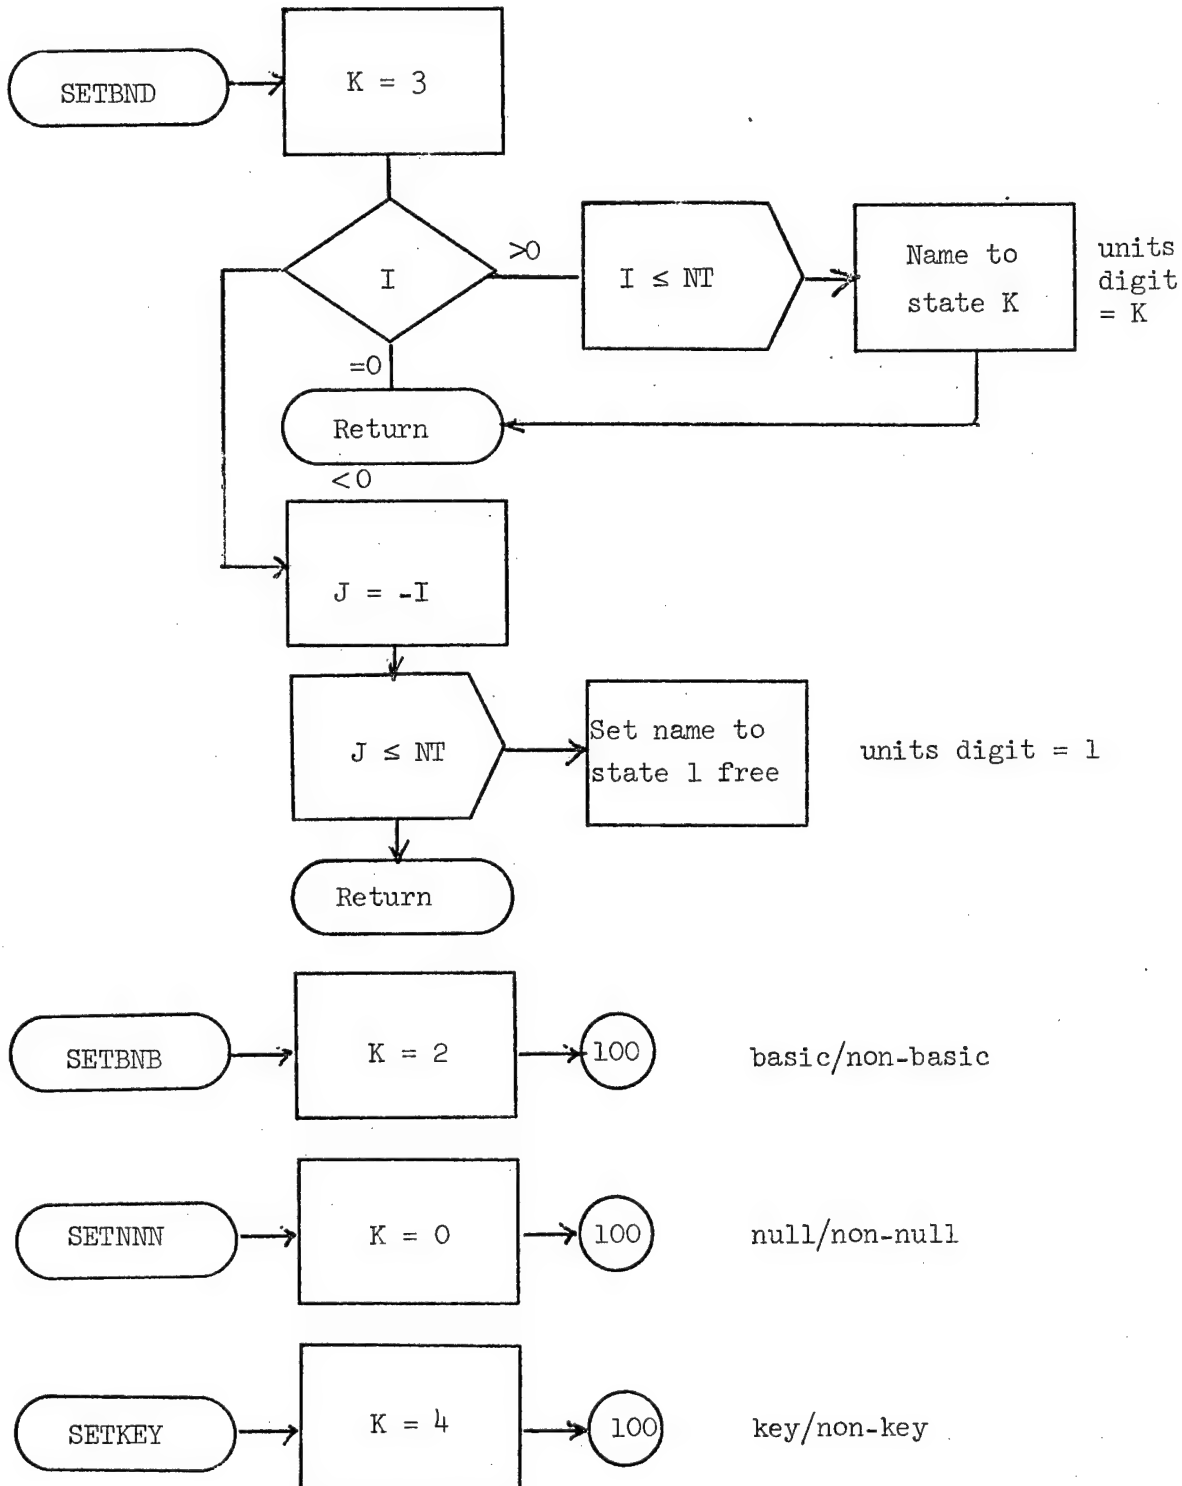 SETBND
K = 3
I
>0
I ≤ NT
Name to
state K
units
digit
= K
=0
Return
<0
J = -I
J ≤ NT
Set name to
state 1 free
units digit = 1
Return
SETBNB
K = 2
100
basic/non-basic
SETNNN
K = 0
100
null/non-null
SETKEY
K = 4
100
key/non-key